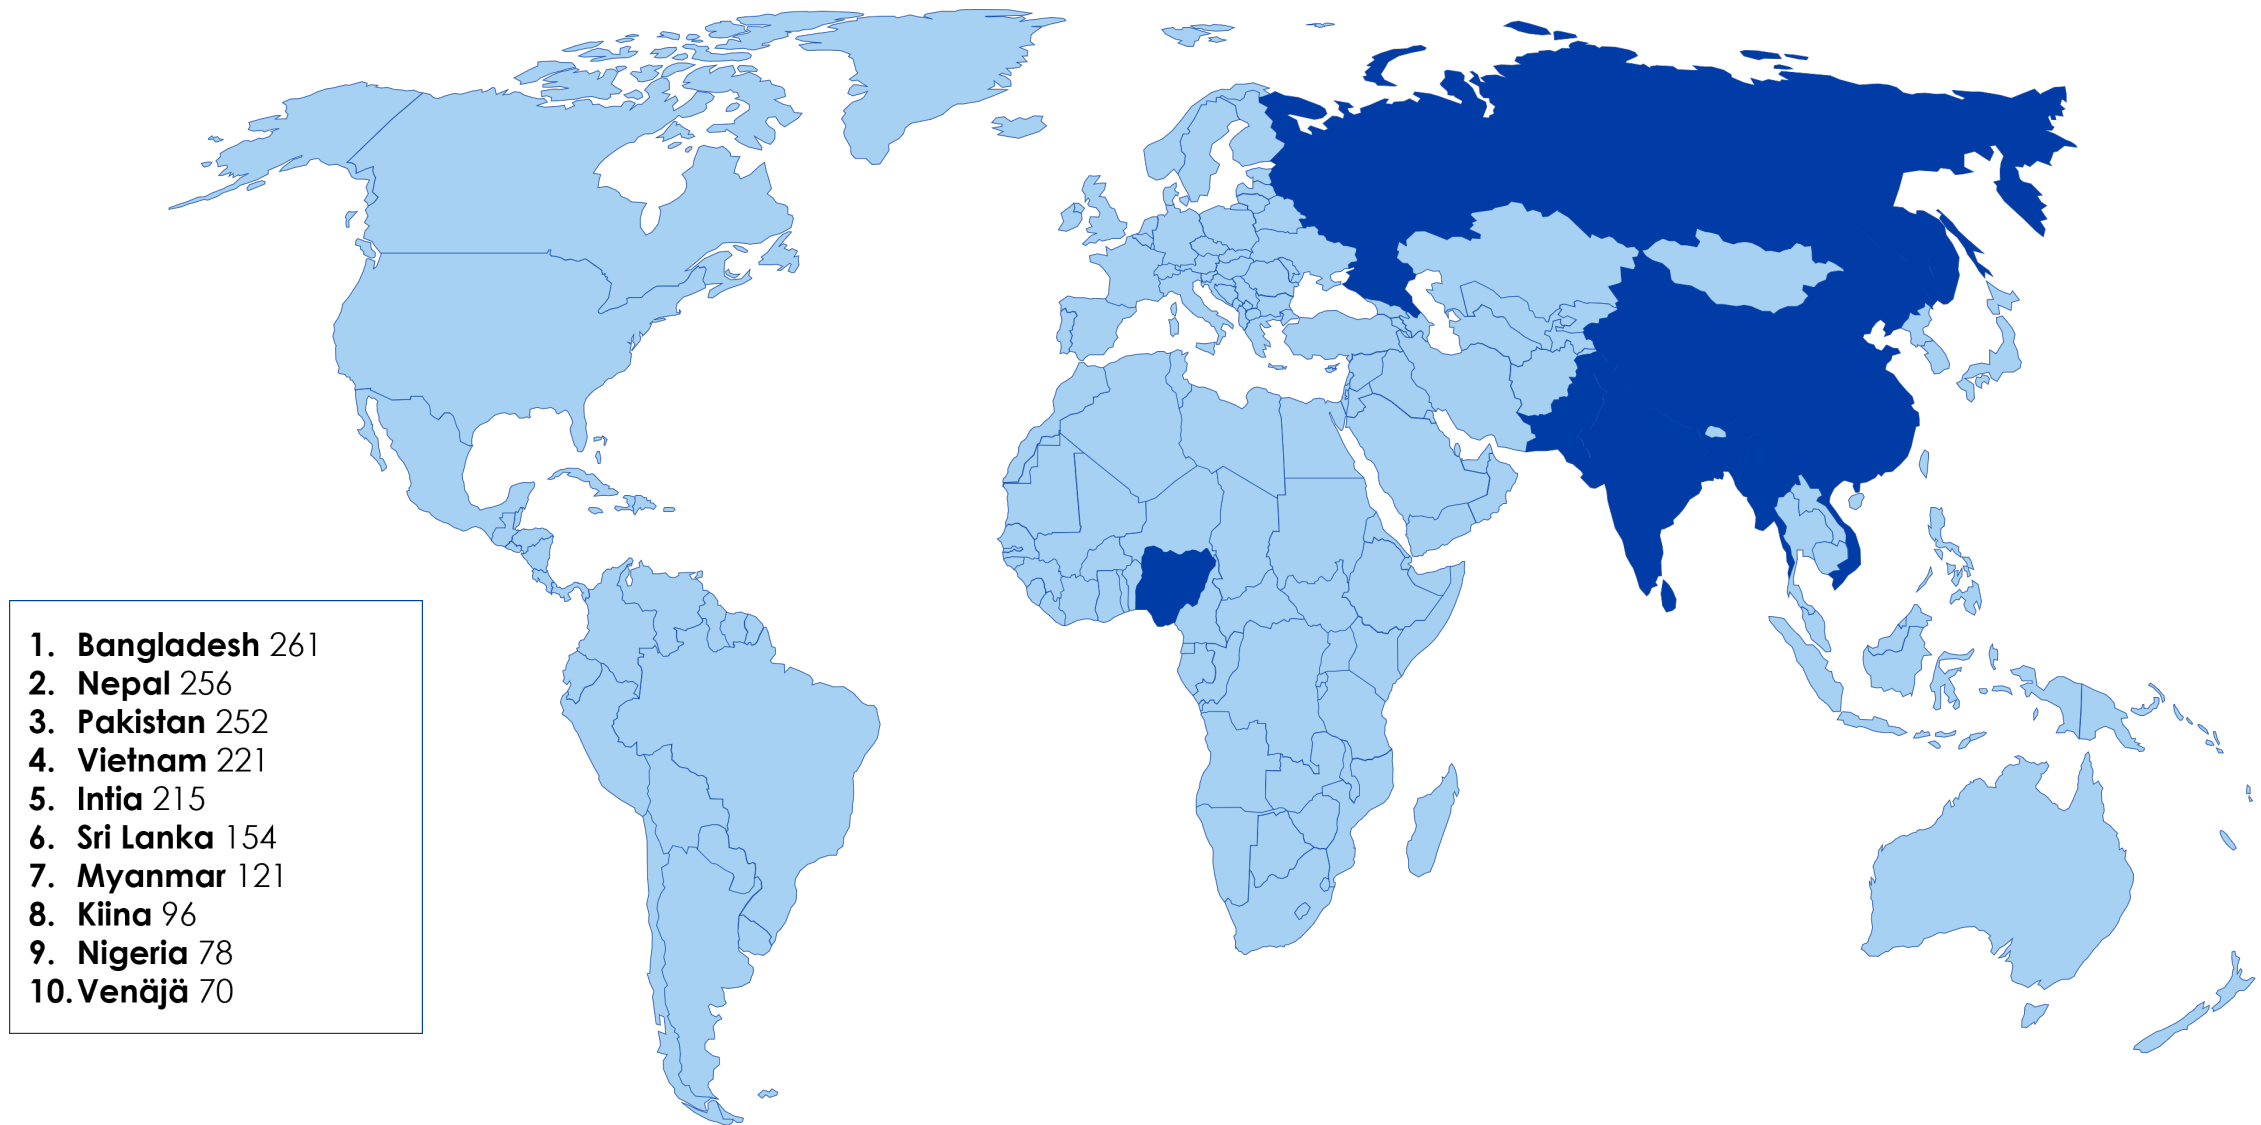 1. Bangladesh 261
2. Nepal 256
3. Pakistan 252
4. Vietnam 221
5. Intia 215
6. Sri Lanka 154
7. Myanmar 121
8. Kiina 96
9. Nigeria 78
10. Venäjä 70